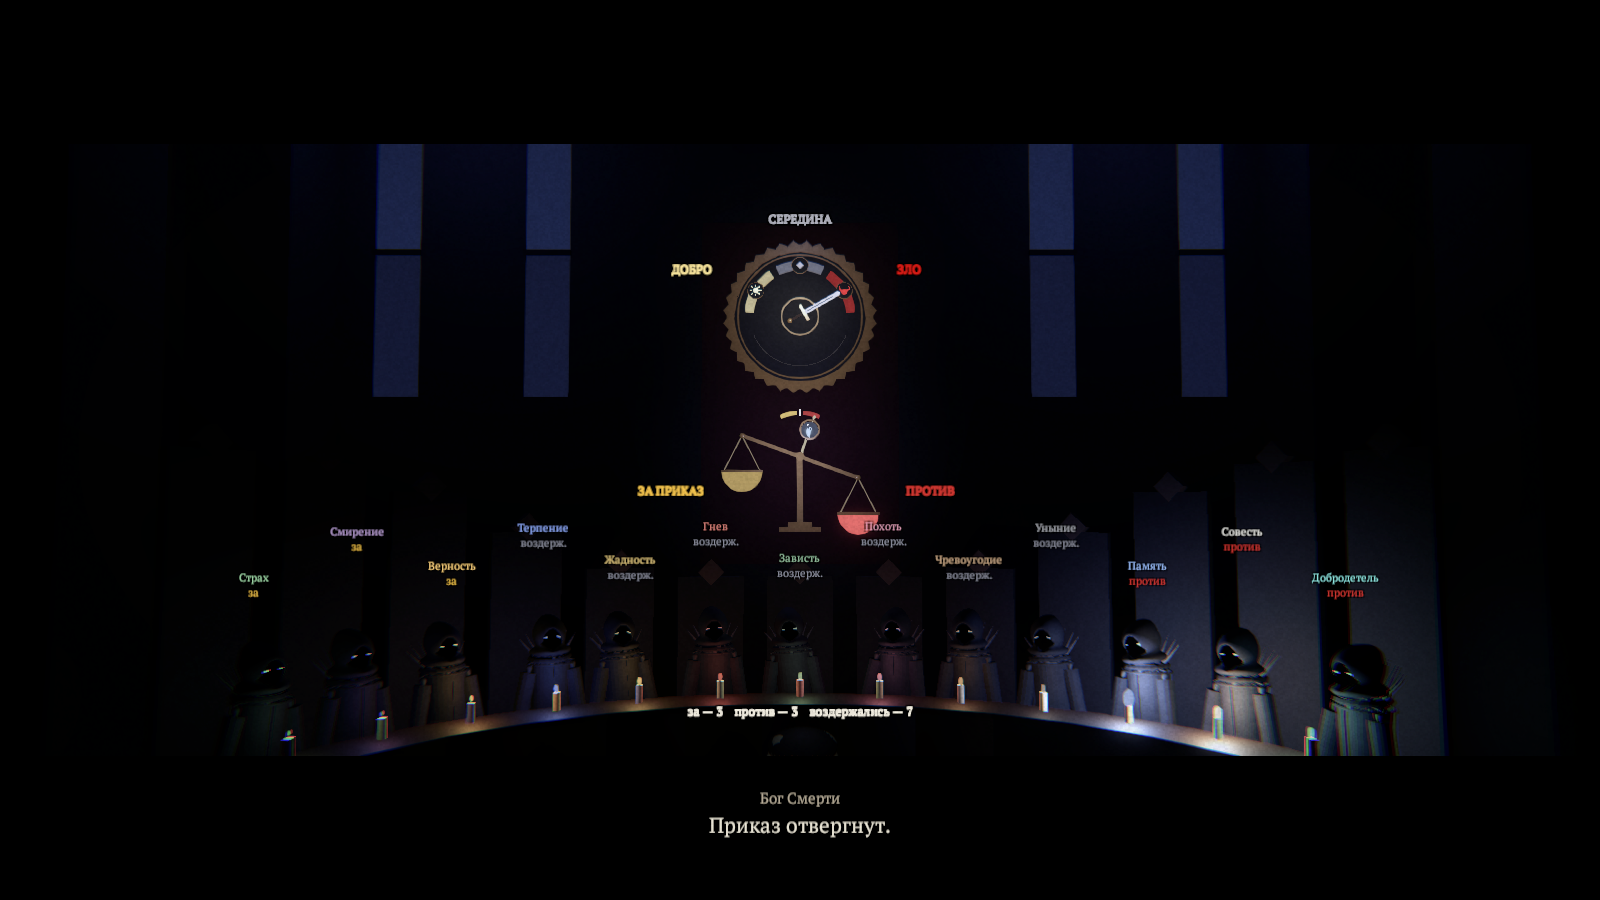 СЕРЕДИНА
ДОБРО
ЗЛО
ЗА ПРИКАЗ
ПРОТИВ
Страх
за
Смирение
за
Верность
за
Терпение
воздерж.
Жадность
воздерж.
Гнев
воздерж.
Зависть
воздерж.
Похоть
воздерж.
Чревоугодие
воздерж.
Уныние
воздерж.
Память
против
Совесть
против
Добродетель
против
за — 3 против — 3 воздержались — 7
Бог Смерти
Приказ отвергнут.